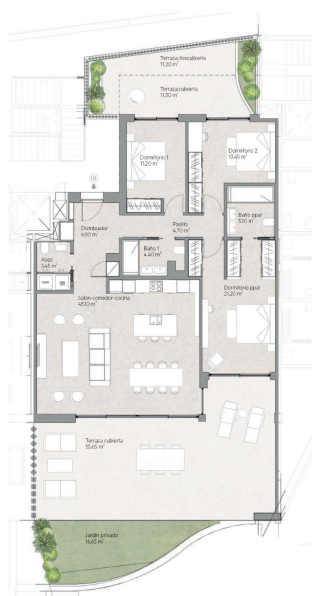 Terraza descubierta
11.20 m²
Terraza cubierta
11.30 m²
Dormitorio 1
11.20 m²
Dormitorio 2
13.45 m²
Baño ppal
5.10 m²
Distribuidor
6.90 m²
Pasillo
4.70 m²
Aseo
2.45 m²
Baño 1
4.40 m²
Dormitorio ppal
21.20 m²
Salón-comedor-cocina
45.10 m²
Terraza cubierta
55.65 m²
Jardín privado
16.65 m²